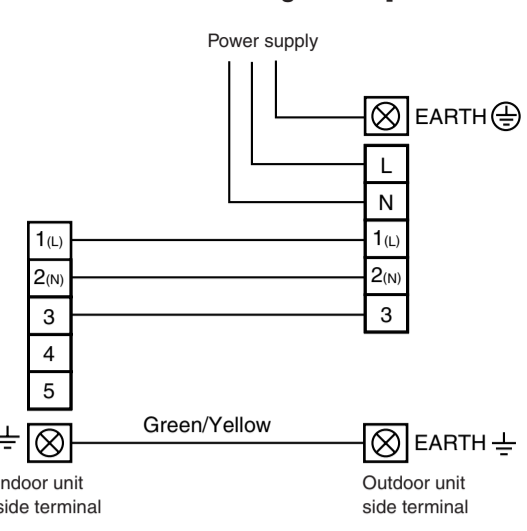 Power supply
EARTH
L
N
1(L)
2(N)
3
1(L)
2(N)
3
4
5
Green/Yellow
EARTH
ndoor unit
side terminal
Outdoor unit
side terminal